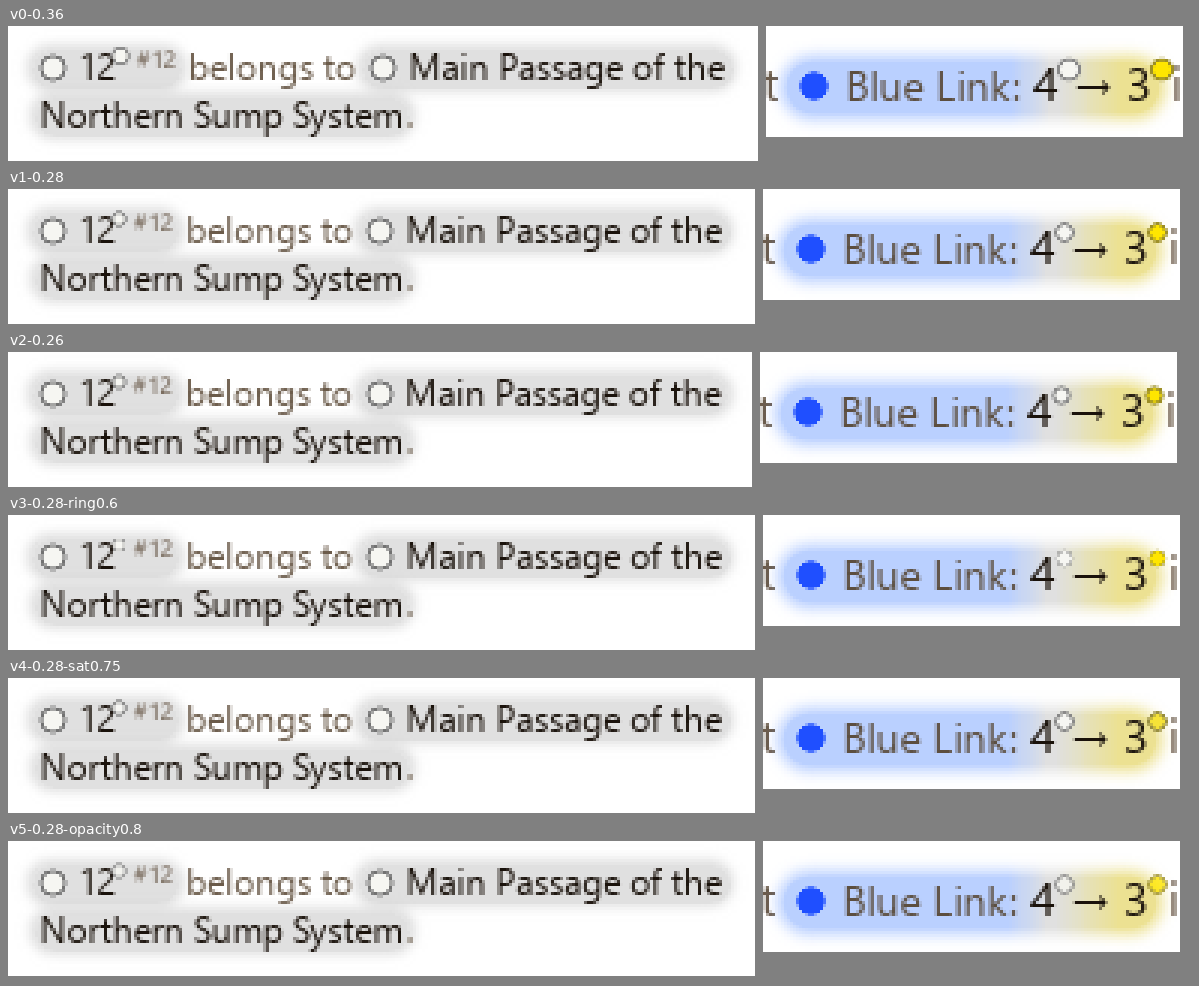 v0-0.36
12 #12 belongs to Main Passage of the
Northern Sump System.
t Blue Link: 4 → 3 i
v1-0.28
12 #12 belongs to Main Passage of the
Northern Sump System.
t Blue Link: 4 → 3 i
v2-0.26
12 #12 belongs to Main Passage of the
Northern Sump System.
t Blue Link: 4 → 3 i
v3-0.28-ring0.6
12 #12 belongs to Main Passage of the
Northern Sump System.
t Blue Link: 4 → 3 i
v4-0.28-sat0.75
12 #12 belongs to Main Passage of the
Northern Sump System.
t Blue Link: 4 → 3 i
v5-0.28-opacity0.8
12 #12 belongs to Main Passage of the
Northern Sump System.
t Blue Link: 4 → 3 i